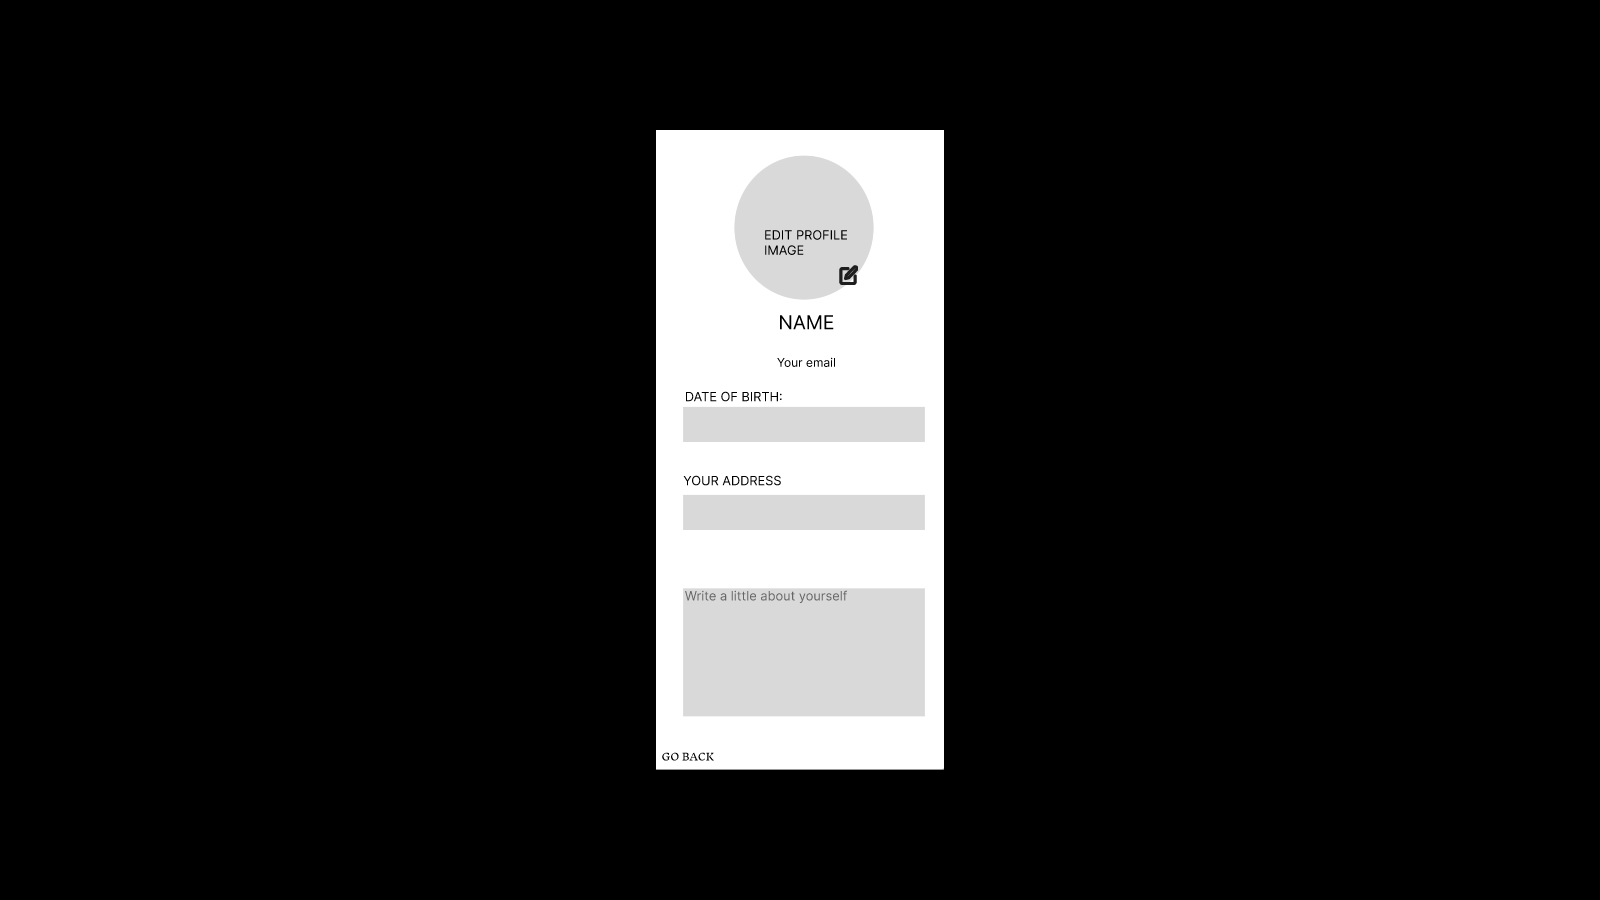 EDIT PROFILE
IMAGE
NAME
Your email
DATE OF BIRTH:
YOUR ADDRESS
Write a little about yourself
GO BACK